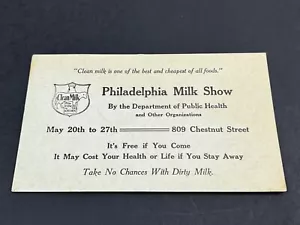 "Clean milk is one of the best and cheapest of all foods."
Clean Milk
Philadelphia Milk Show
By the Department of Public Health
and Other Organizations
May 20th to 27th 809 Chestnut Street
It's Free if You Come
It May Cost Your Health or Life if You Stay Away
Take No Chances With Dirty Milk.